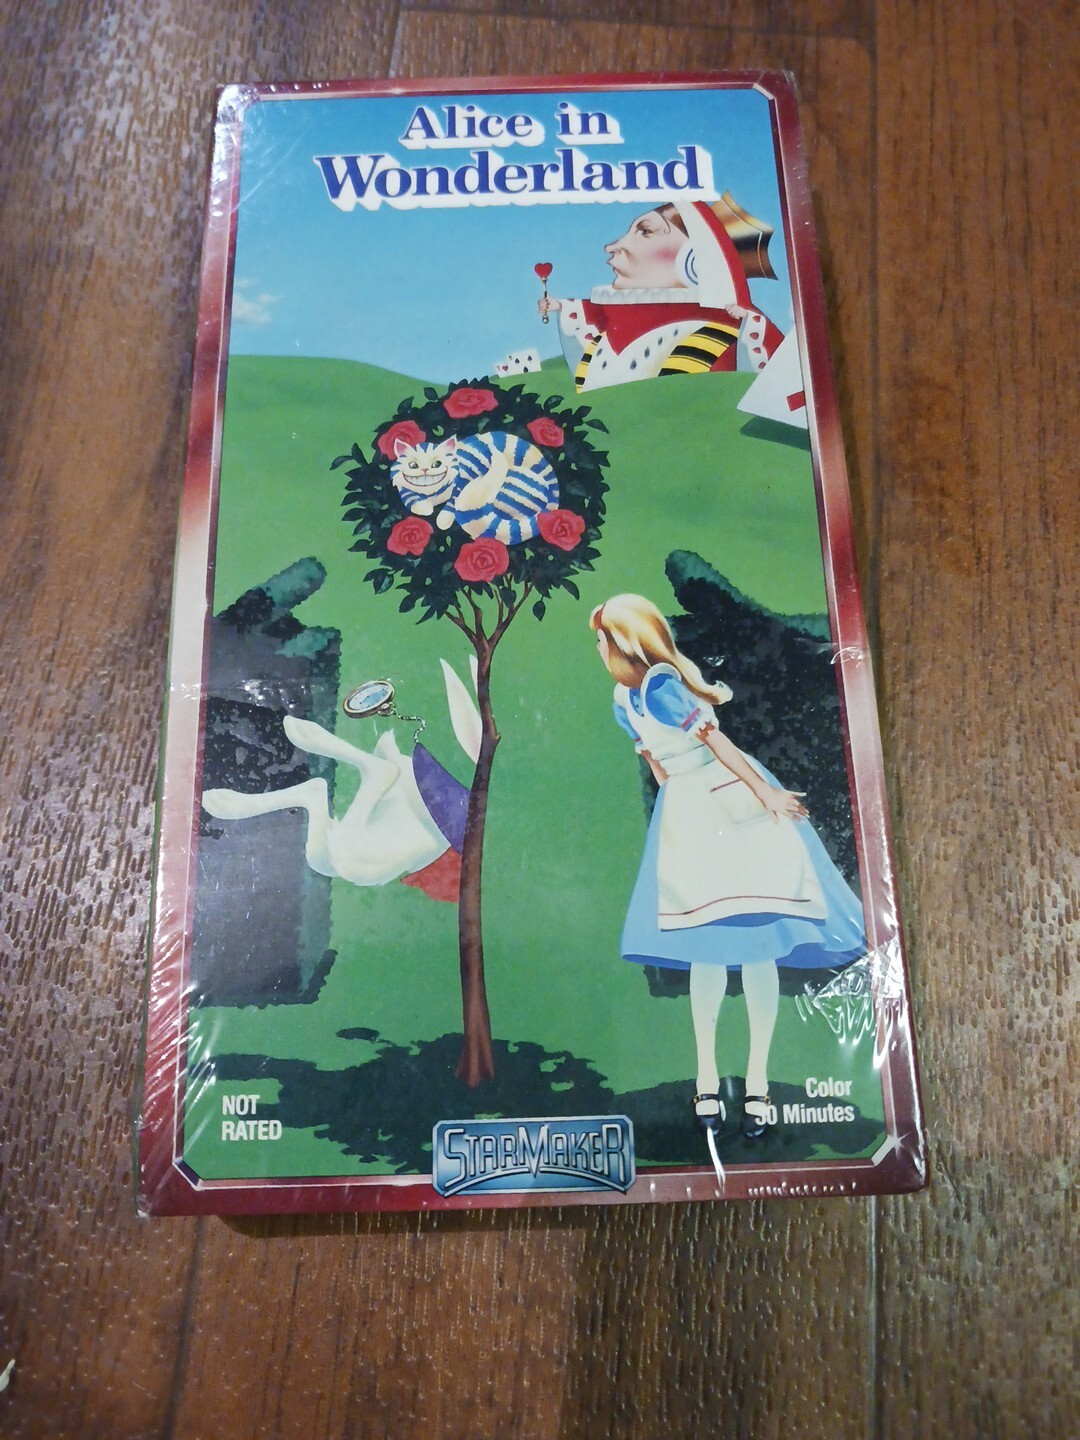 Alice in
Wonderland
NOT
RATED
STARMAKER
Color
30 Minutes